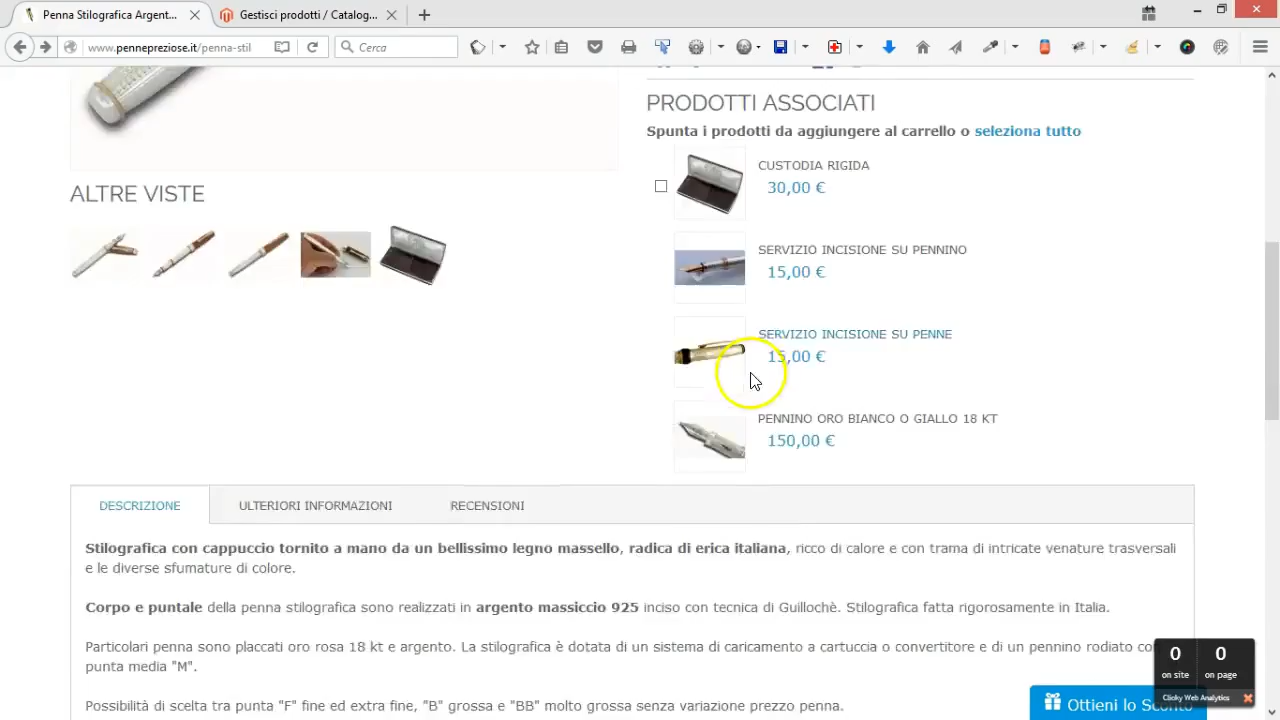 Penna Stilografica Argent...
Gestisci prodotti / Catalog...
www.pennepreziose.it/penna-stil
Cerca
PRODOTTI ASSOCIATI
Spunta i prodotti da aggiungere al carrello o seleziona tutto
CUSTODIA RIGIDA
30,00 €
ALTRE VISTE
SERVIZIO INCISIONE SU PENNINO
15,00 €
SERVIZIO INCISIONE SU PENNE
15,00 €
PENNINO ORO BIANCO O GIALLO 18 KT
150,00 €
DESCRIZIONE
ULTERIORI INFORMAZIONI
RECENSIONI
Stilografica con cappuccio tornito a mano da un bellissimo legno massello, radica di erica italiana, ricco di calore e con trama di intricate venature trasversali
e le diverse sfumature di colore.
Corpo e puntale della penna stilografica sono realizzati in argento massiccio 925 inciso con tecnica di Guillochè. Stilografica fatta rigorosamente in Italia.
Particolari penna sono placcati oro rosa 18 kt e argento. La stilografica è dotata di un sistema di caricamento a cartuccia o convertitore e di un pennino rodiato
punta media "M".
Possibilità di scelta tra punta "F" fine ed extra fine, "B" grosso e "BB" molto grossa senza variazione prezzo penna.
0 0
on site on page
Clicky Web Analytics
Ottieni lo Sconto